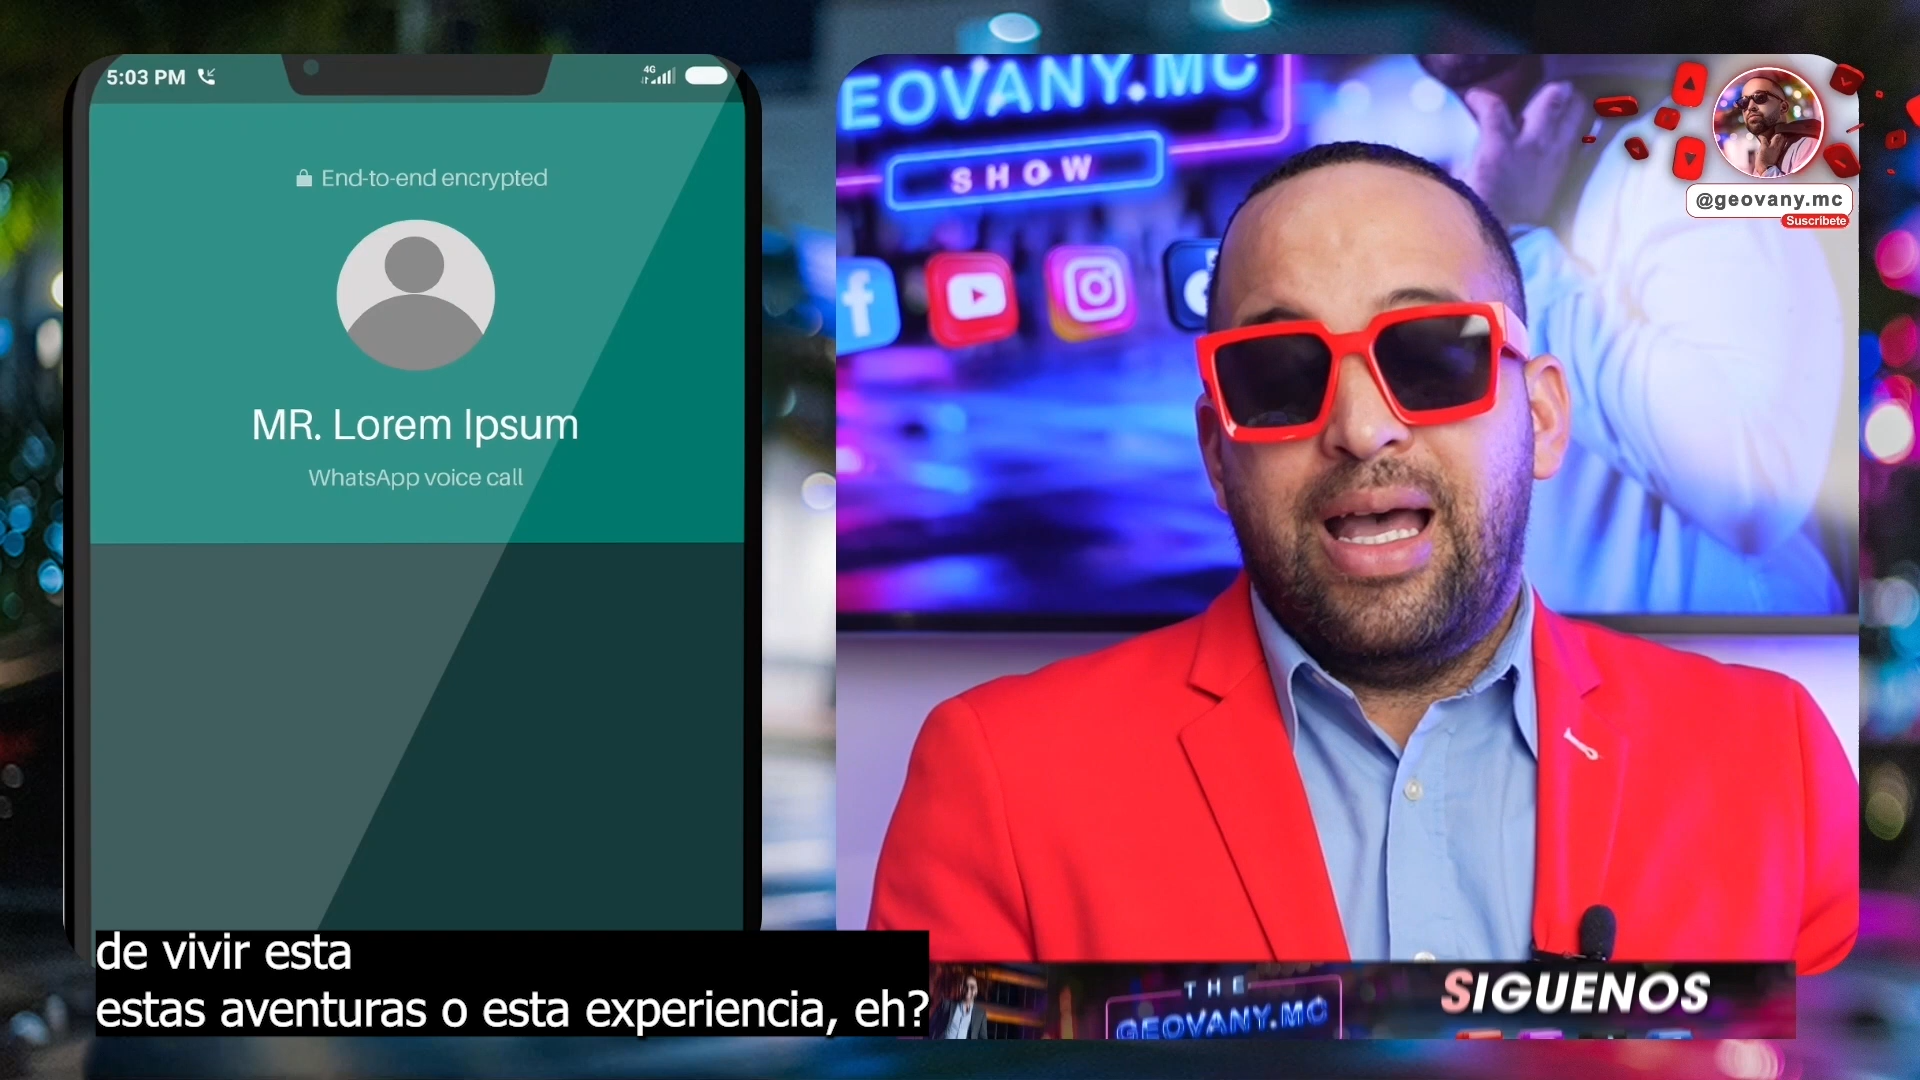 5:03 PM
4G
End-to-end encrypted
MR. Lorem Ipsum
WhatsApp voice call
EOVANY.MC
SHOW
@geovany.mc
Suscribete
de vivir esta
estas aventuras o esta experiencia, eh?
THE
GEOVANY.MC
SIGUENOS